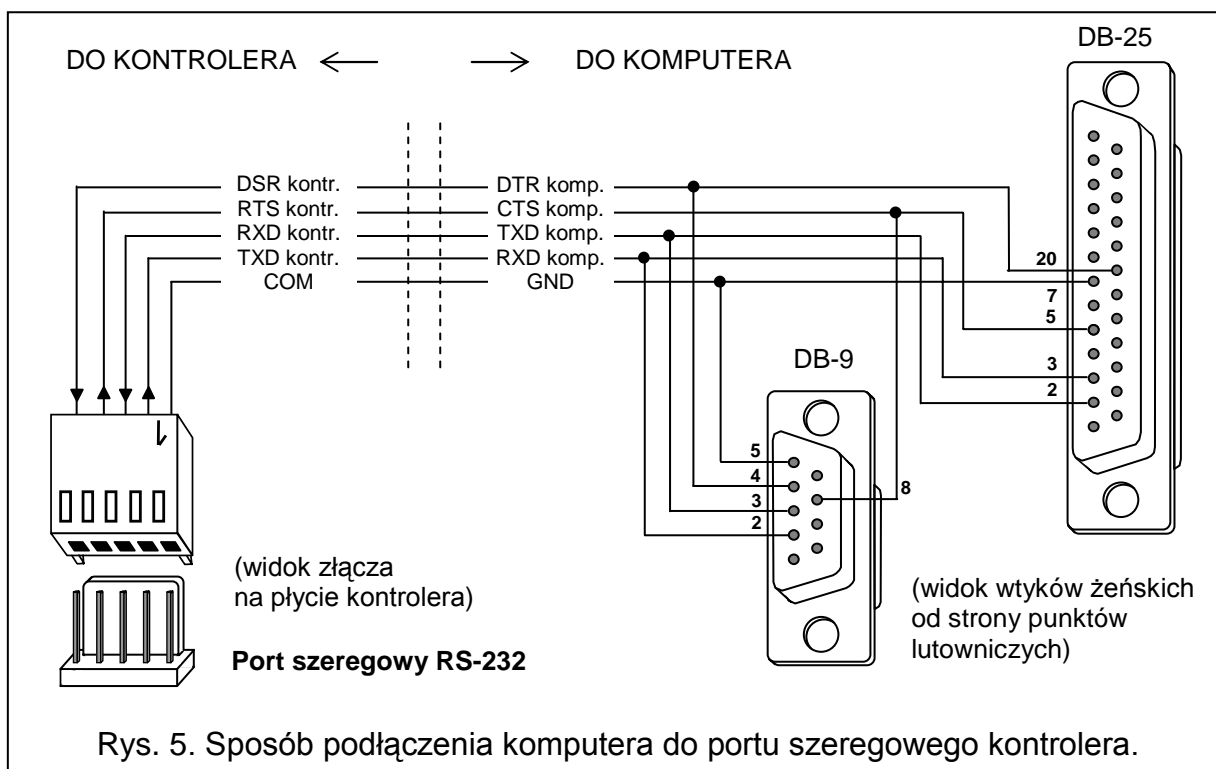 DB-25
DO KONTROLERA ← → DO KOMPUTERA
DSR kontr. DTR komp.
RTS kontr. CTS komp.
RXD kontr. TXD komp.
TXD kontr. RXD komp.
COM GND
20
7
5
3
2
DB-9
5
4
3
2
8
(widok złącza
na płycie kontrolera)
Port szeregowy RS-232
(widok wtyków żeńskich
od strony punktów
lutowniczych)
Rys. 5. Sposób podłączenia komputera do portu szeregowego kontrolera.